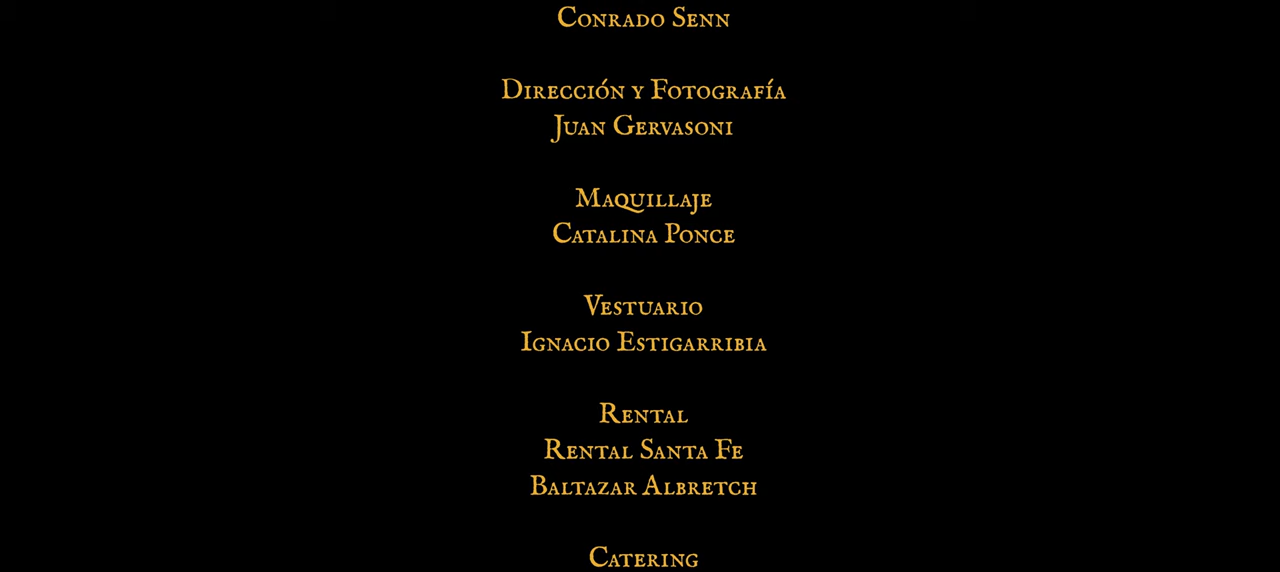 Conrado Senn
Dirección y Fotografía
Juan Gervasoni
Maquillaje
Catalina Ponce
Vestuario
Ignacio Estigarribia
Rental
Rental Santa Fe
Baltazar Albretch
Catering